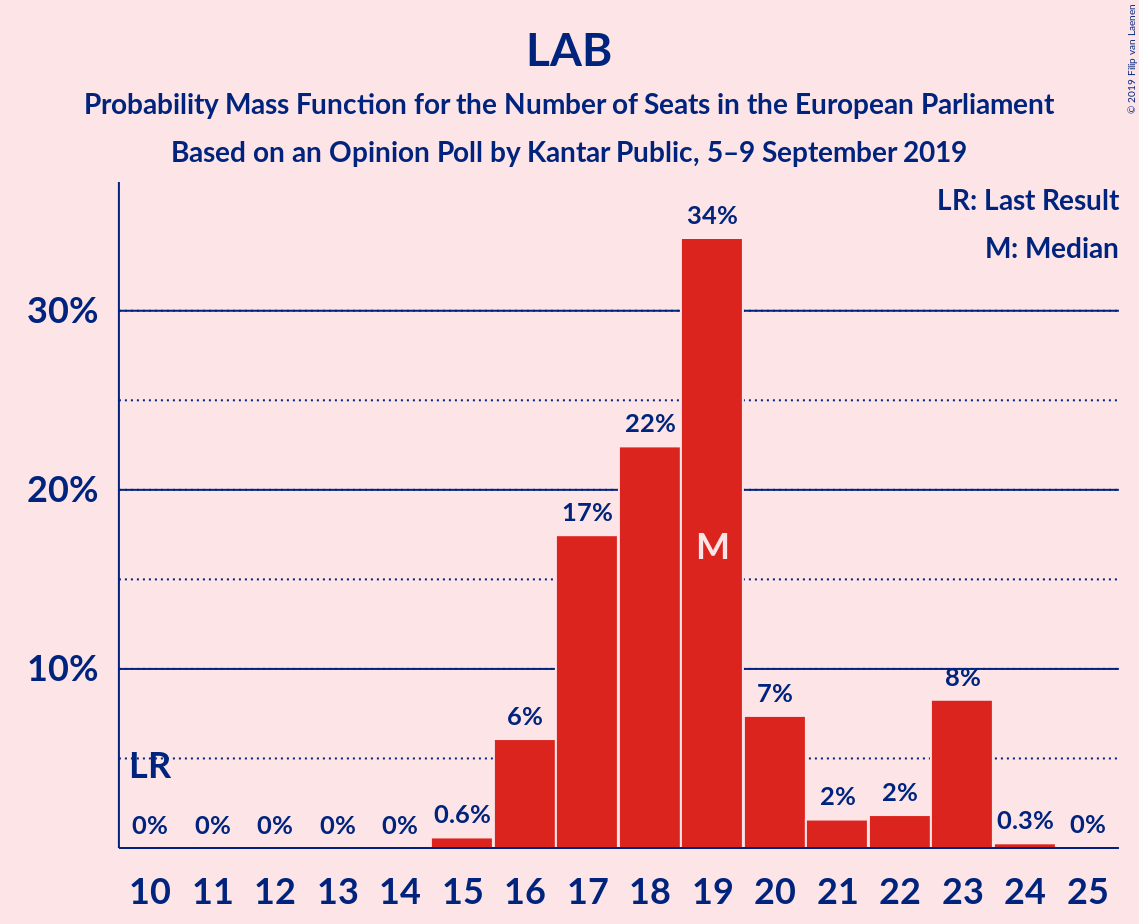 LAB
Probability Mass Function for the Number of Seats in the European Parliament
Based on an Opinion Poll by Kantar Public, 5–9 September 2019
© 2019 Filip van Laenen
LR: Last Result
M: Median
34%
30%
22%
20%
17%
M
10%
8%
7%
6%
LR
2%
2%
0%
0%
0%
0%
0%
0.6%
0.3%
0%
10 11 12 13 14 15 16 17 18 19 20 21 22 23 24 25